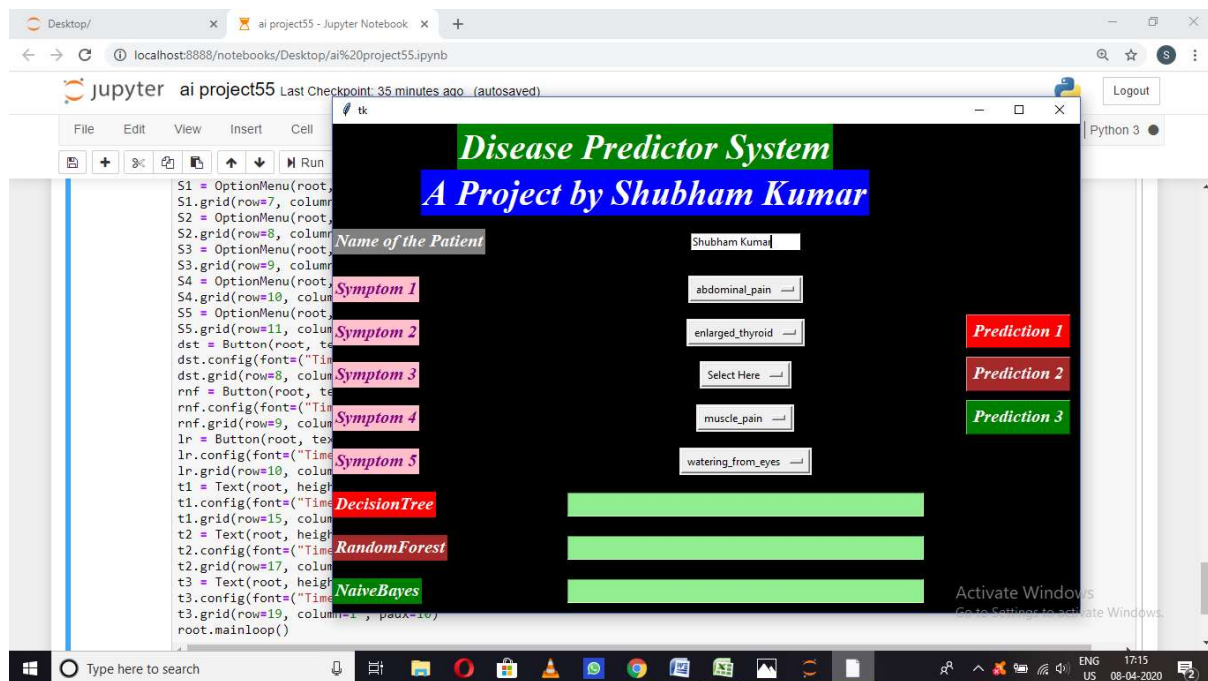 Desktop/
ai project55 - Jupyter Notebook
localhost:8888/notebooks/Desktop/ai%20project55.ipynb
S
jupyter ai project55 Last Checkpoint: 35 minutes ago (autosaved)
Logout
File Edit View Insert Cell
Python 3
Run
S1 = OptionMenu(root,
S1.grid(row=7, column
S2 = OptionMenu(root,
S2.grid(row=8, column
S3 = OptionMenu(root,
S3.grid(row=9, column
S4 = OptionMenu(root,
S4.grid(row=10, colum
S5 = OptionMenu(root,
S5.grid(row=11, colum
dst = Button(root, te
dst.config(font=("Tim
dst.grid(row=8, colum
rnf = Button(root, te
rnf.config(font=("Tim
rnf.grid(row=9, colum
lr = Button(root, tex
lr.config(font=("Time
lr.grid(row=10, colum
t1 = Text(root, heigh
t1.config(font=("Time
t1.grid(row=15, colum
t2 = Text(root, heigh
t2.config(font=("Time
t2.grid(row=17, colum
t3 = Text(root, heigh
t3.config(font=("Time
t3.grid(row=19, column=1 , padx=10)
root.mainloop()
tk
Disease Predictor System
A Project by Shubham Kumar
Name of the Patient Shubham Kumar
Symptom 1 abdominal_pain
Symptom 2 enlarged_thyroid Prediction 1
Symptom 3 Select Here Prediction 2
Symptom 4 muscle_pain Prediction 3
Symptom 5 watering_from_eyes
DecisionTree
RandomForest
NaiveBayes
Activate Windows
Go to Settings to activate Windows.
Type here to search
ENG 17:15
US 08-04-2020
2